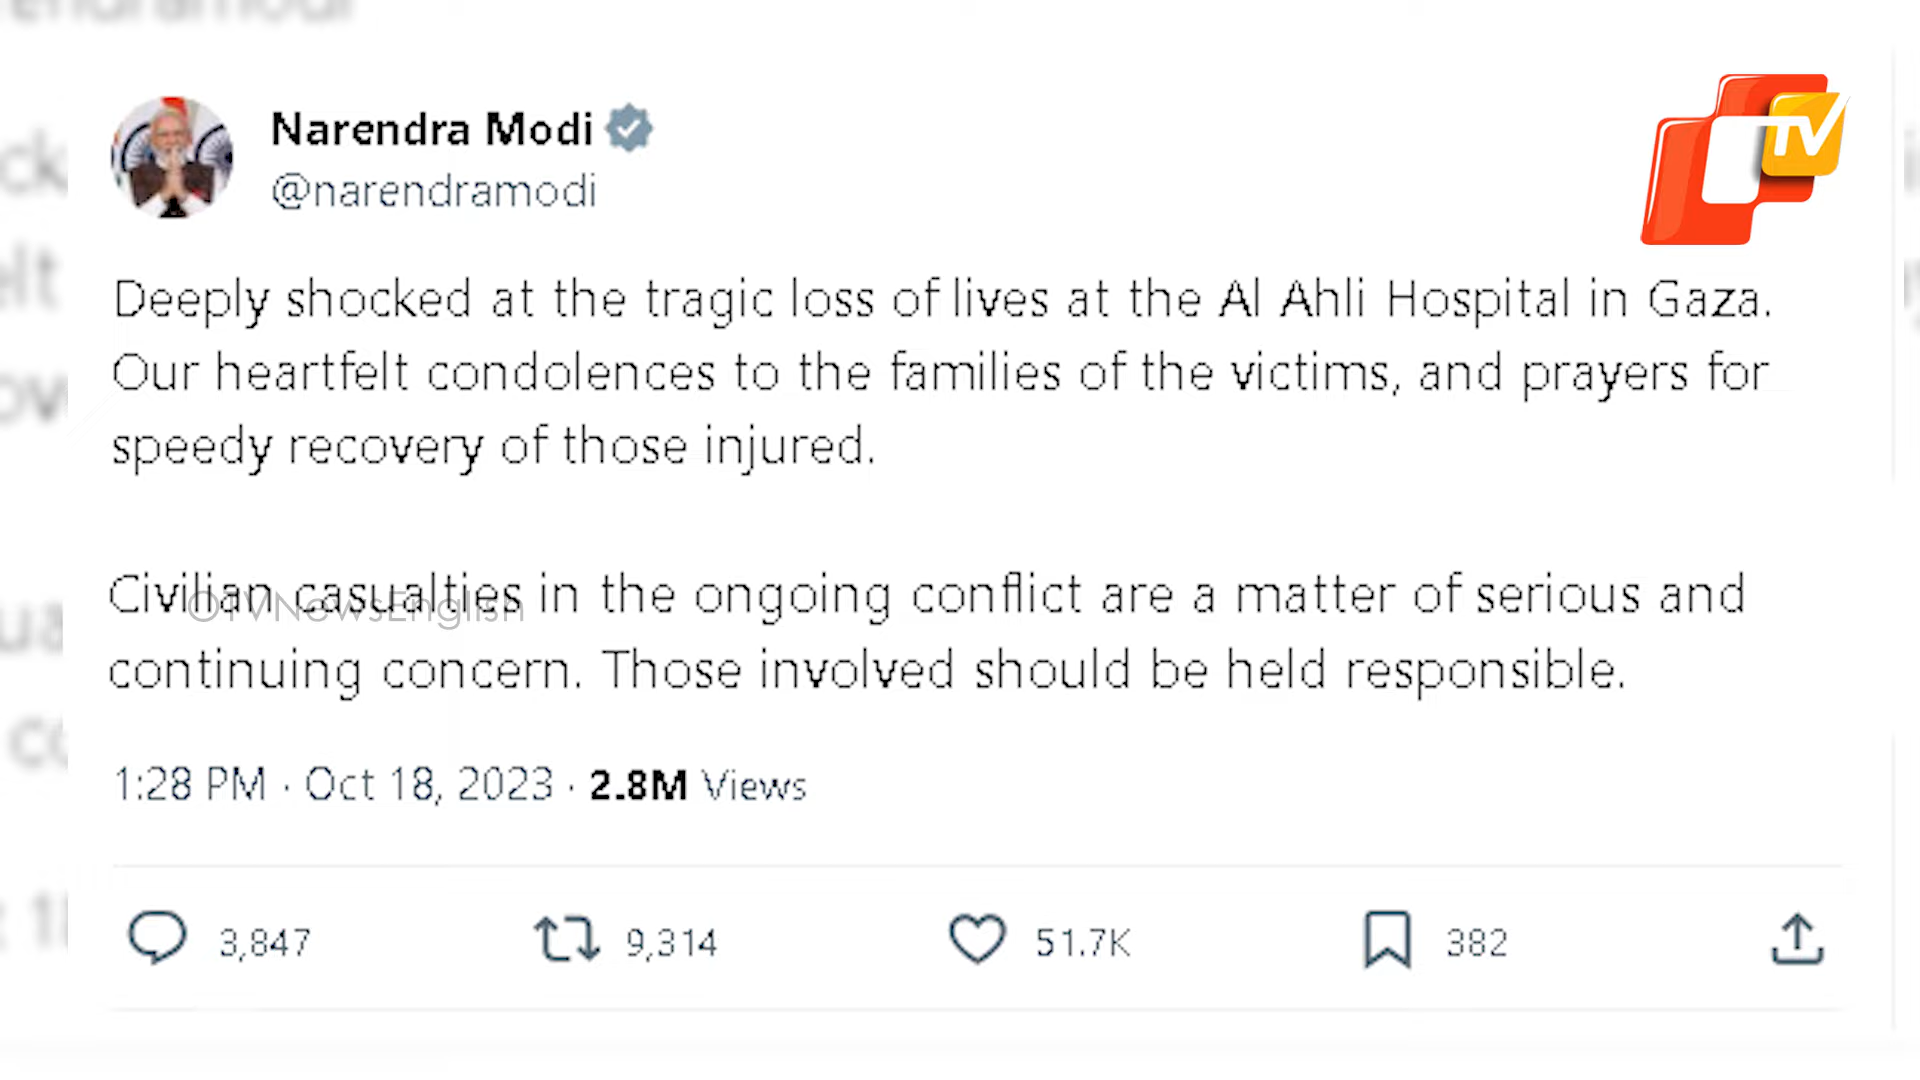 Narendra Modi
@narendramodi
TV
Deeply shocked at the tragic loss of lives at the Al Ahli Hospital in Gaza.
Our heartfelt condolences to the families of the victims, and prayers for
speedy recovery of those injured.
Civilian casualties in the ongoing conflict are a matter of serious and
OTVNewsEnglish
continuing concern. Those involved should be held responsible.
1:28 PM · Oct 18, 2023 · 2.8M Views
3,847 9,314 51.7K 382